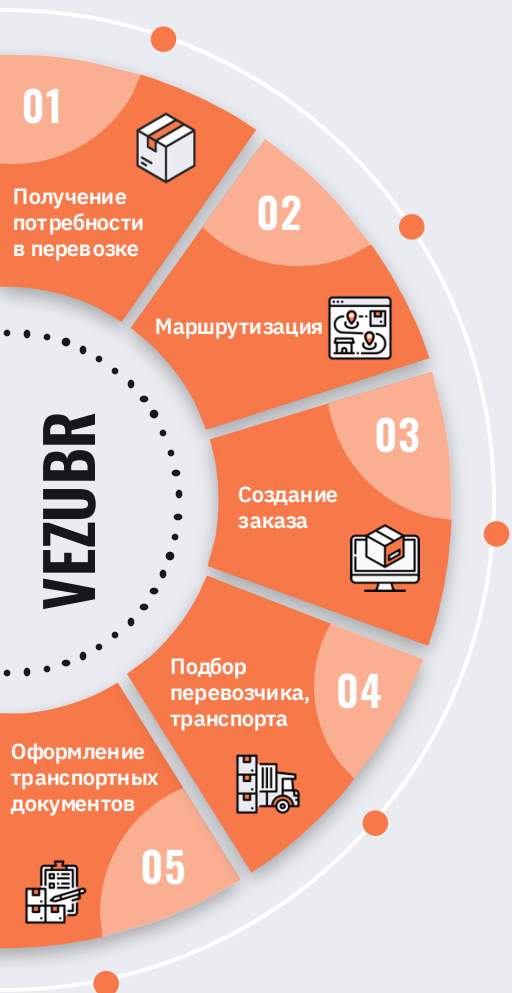 01
Получение
потребности
в перевозке
02
Маршрутизация
03
Создание
заказа
04
Подбор
перевозчика,
транспорта
05
Оформление
транспортных
документов
VEZUBR